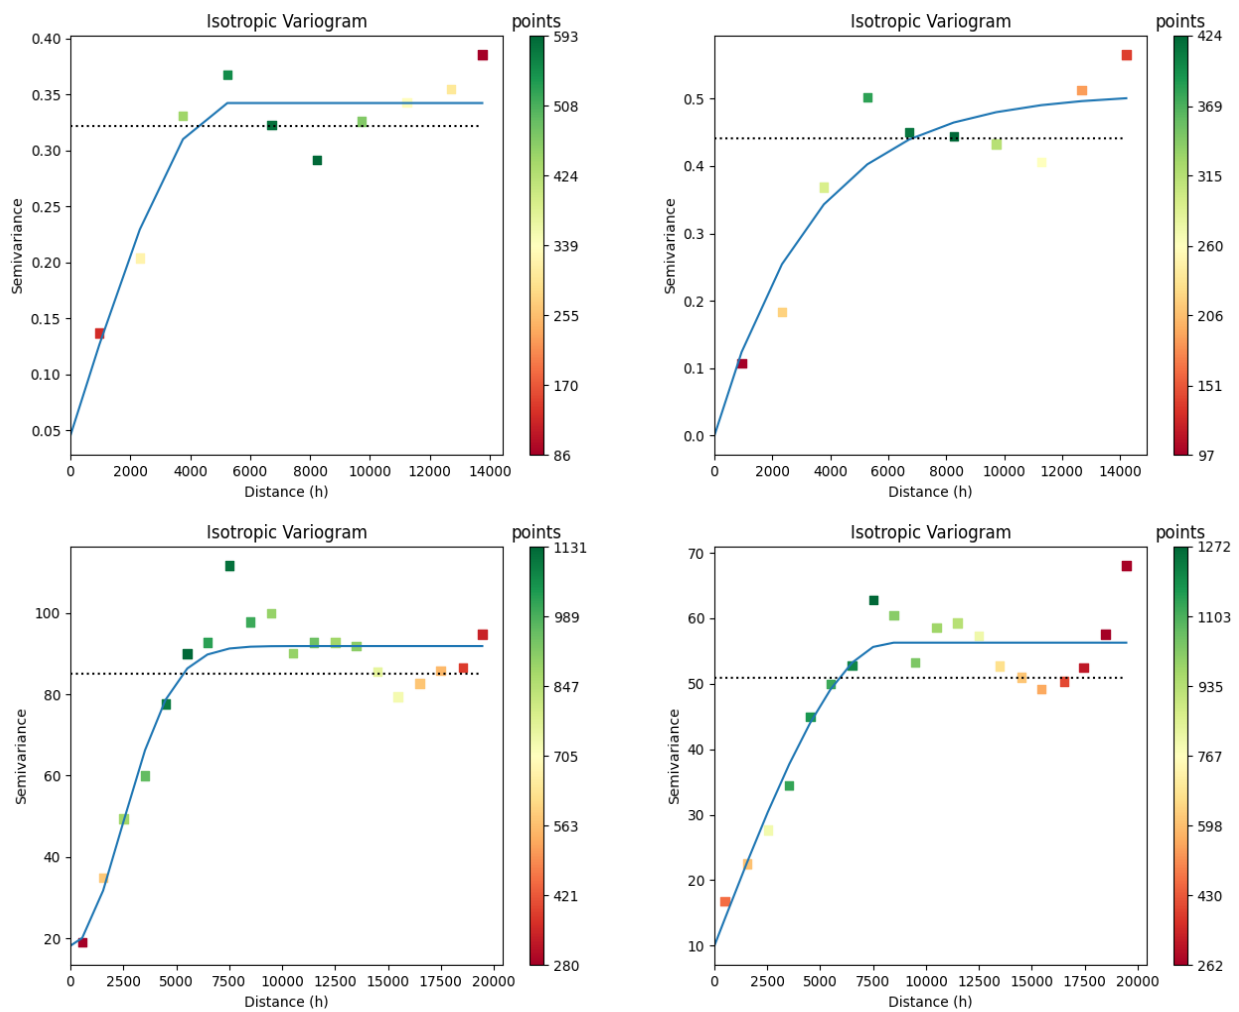 Isotropic Variogram
points
0.40
0.35
0.30
0.25
0.20
0.15
0.10
0.05
Semivariance
0 2000 4000 6000 8000 10000 12000 14000
Distance (h)
593
508
424
339
255
170
86
Isotropic Variogram
points
0.5
0.4
0.3
0.2
0.1
0.0
Semivariance
0 2000 4000 6000 8000 10000 12000 14000
Distance (h)
424
369
315
260
206
151
97
Isotropic Variogram
points
100
80
60
40
20
Semivariance
0 2500 5000 7500 10000 12500 15000 17500 20000
Distance (h)
1131
989
847
705
563
421
280
Isotropic Variogram
points
70
60
50
40
30
20
10
Semivariance
0 2500 5000 7500 10000 12500 15000 17500 20000
Distance (h)
1272
1103
935
767
598
430
262